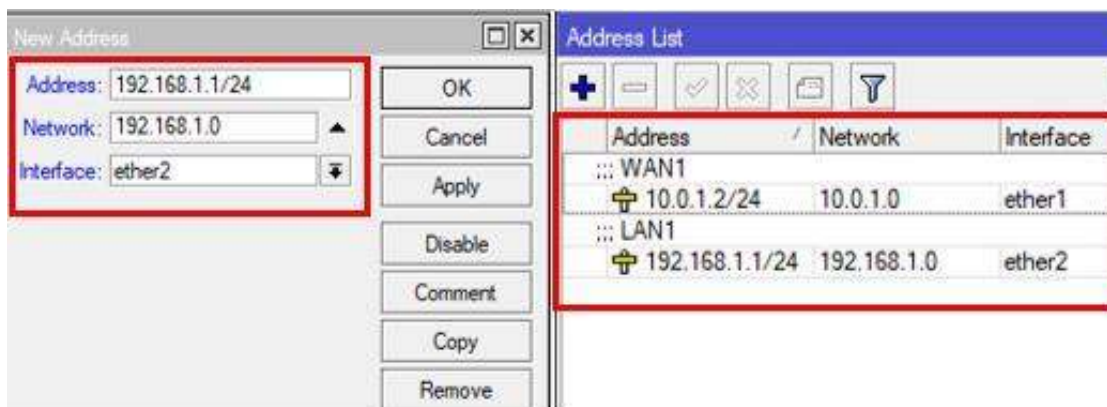 New Address
Address: 192.168.1.1/24
Network: 192.168.1.0
Interface: ether2
OK
Cancel
Apply
Disable
Comment
Copy
Remove
Address List
Address / Network Interface
;;; WAN1
10.0.1.2/24 10.0.1.0 ether1
;;; LAN1
192.168.1.1/24 192.168.1.0 ether2